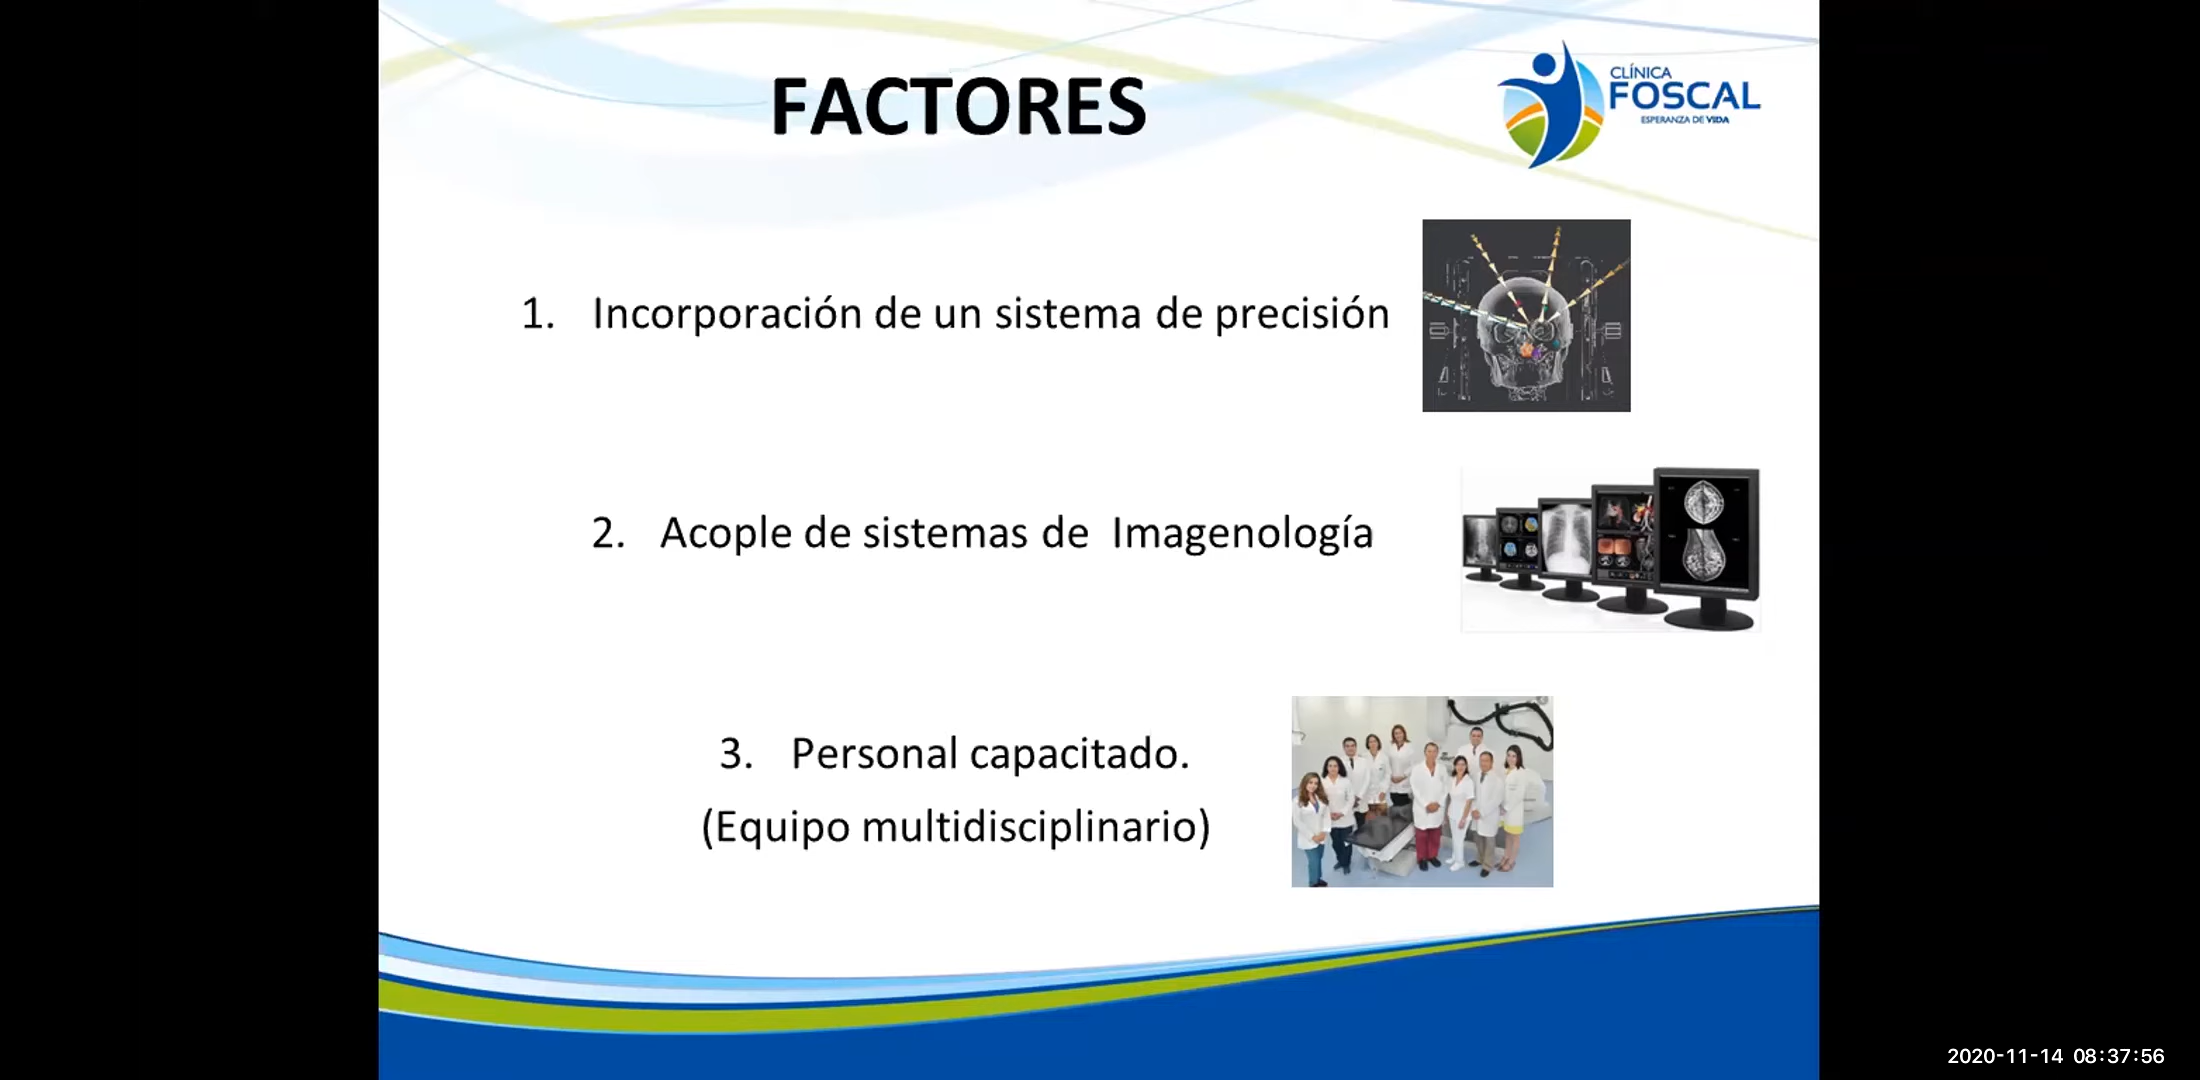 FACTORES
CLÍNICA
FOSCAL
ESPERANZA DE VIDA
1. Incorporación de un sistema de precisión
2. Acople de sistemas de Imagenología
3. Personal capacitado.
(Equipo multidisciplinario)
2020-11-14 08:37:56